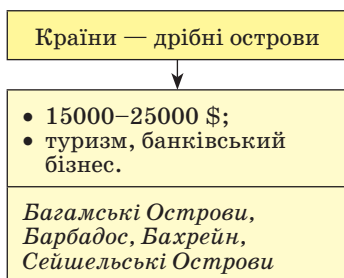 Країни — дрібні острови
• 15000–25000 $;
• туризм, банківський
бізнес.
Багамські Острови,
Барбадос, Бахрейн,
Сейшельські Острови